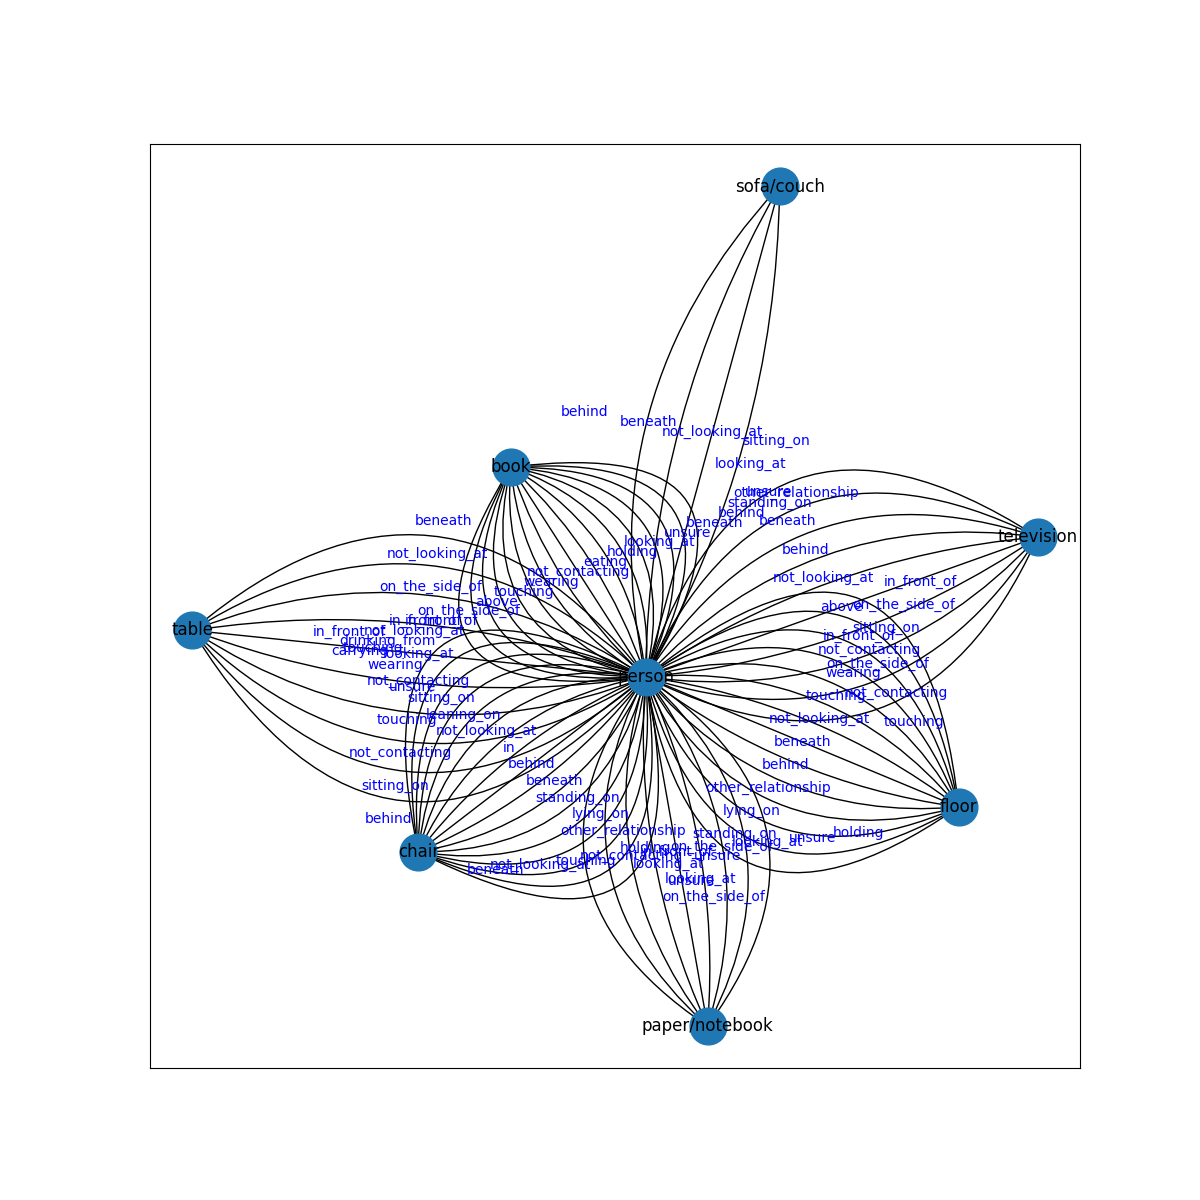 sofa/couch
behind
beneath
not_looking_at
sitting_on
looking_at
book
unsure
other_relationship
standing_on
behind
beneath
beneath
beneath
unsure
television
looking_at
behind
not_looking_at
holding
eating
not_contacting
not_looking_at
in_front_of
wearing
on_the_side_of
touching
above
above
on_the_side_of
on_the_side_of
in_front_of
in_front_of
table
in_front_of
not_looking_at
sitting_on
in_front_of
drinking_from
touching
carrying
looking_at
not_contacting
wearing
on_the_side_of
wearing
person
not_contacting
unsure
sitting_on
touching
not_contacting
leaning_on
touching
not_looking_at
touching
not_looking_at
in
beneath
not_contacting
behind
behind
beneath
sitting_on
other_relationship
standing_on
floor
behind
lying_on
lying_on
other_relationship
standing_on
unsure
holding
looking_at
holding
on_the_side_of
chair
not_contacting
in_front_of
unsure
touching
looking_at
not_looking_at
beneath
looking_at
unsure
on_the_side_of
paper/notebook